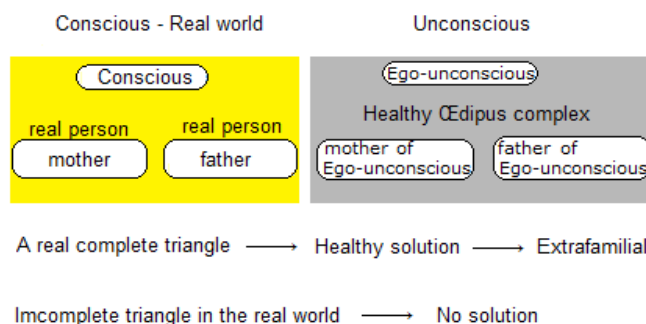 Conscious - Real world Unconscious
Conscious Ego-unconscious
Healthy Œdipus complex
real person real person
mother father mother of Ego-unconscious father of Ego-unconscious
A real complete triangle ⟶ Healthy solution ⟶ Extrafamilial
Imcomplete triangle in the real world ⟶ No solution